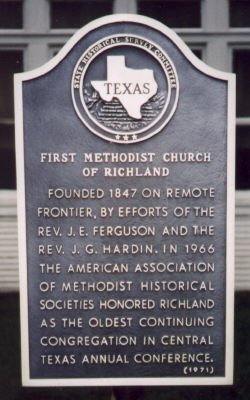 STATE HISTORICAL SURVEY COMMITTEE
TEXAS
FIRST METHODIST CHURCH
OF RICHLAND
FOUNDED 1847 ON REMOTE
FRONTIER, BY EFFORTS OF THE
REV. J. E. FERGUSON AND THE
REV. J. G. HARDIN. IN 1966
THE AMERICAN ASSOCIATION
OF METHODIST HISTORICAL
SOCIETIES HONORED RICHLAND
AS THE OLDEST CONTINUING
CONGREGATION IN CENTRAL
TEXAS ANNUAL CONFERENCE.
(1971)